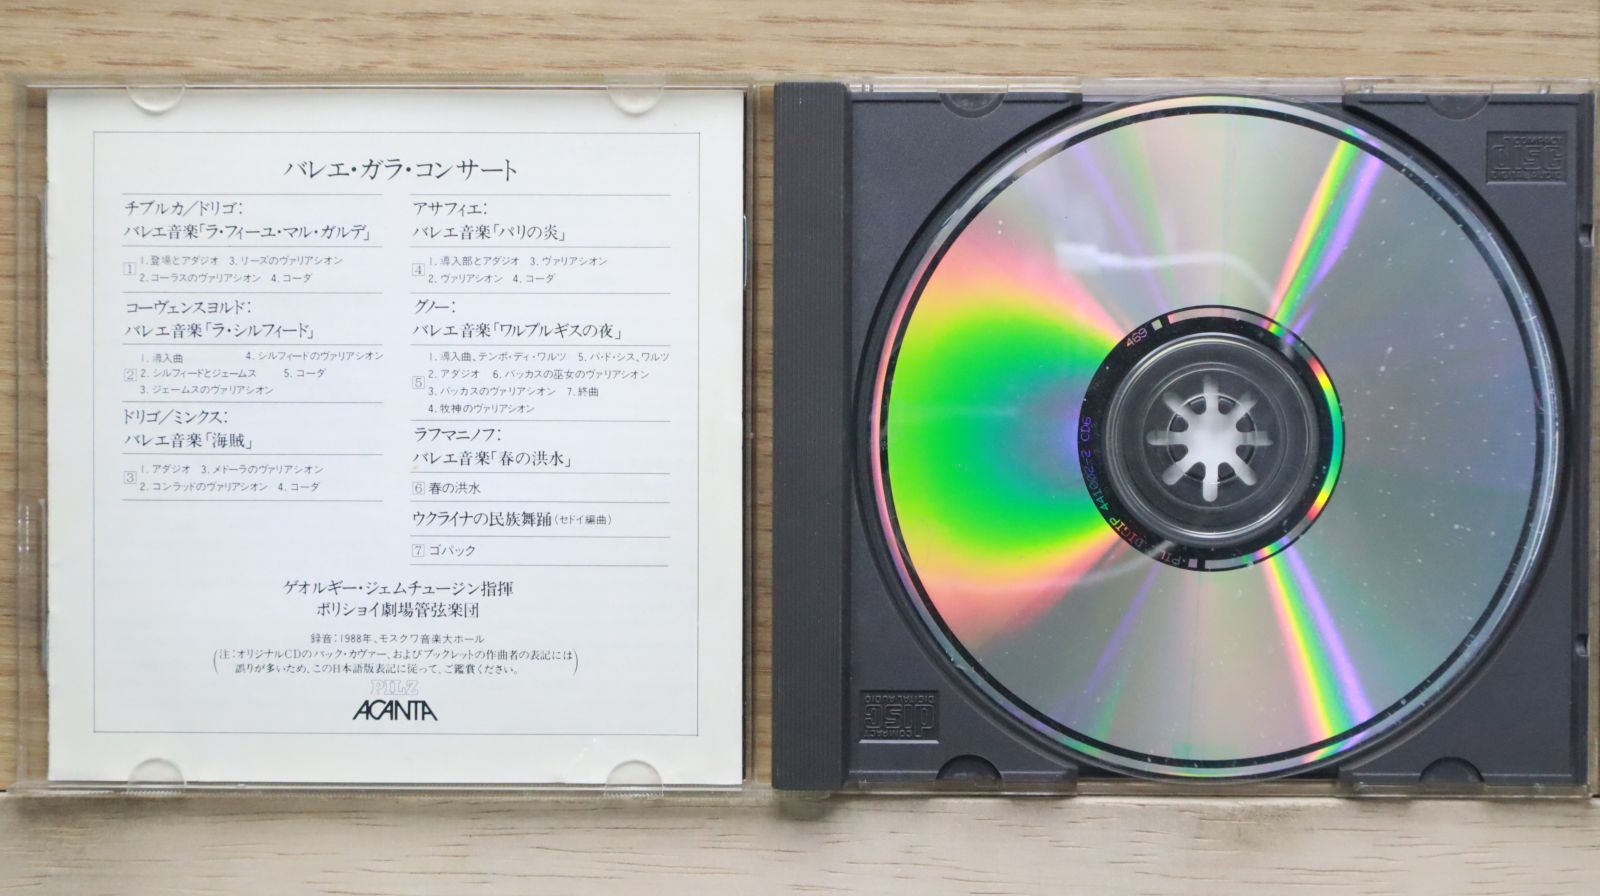 バレエ・ガラ・コンサート
チブルカ/ドリゴ:
バレエ音楽「ラ・フィーユ・マル・ガルデ」
1 1. 登場とアダジオ 3. リーズのヴァリアシオン
2. コーラスのヴァリアシオン 4. コーダ
コーヴェンスヨルド:
バレエ音楽「ラ・シルフィード」
1. 導入曲 4. シルフィードのヴァリアシオン
2 2. シルフィードとジェームス 5. コーダ
3. ジェームスのヴァリアシオン
ドリゴ/ミンクス:
バレエ音楽「海賊」
3 1. アダジオ 3. メドーラのヴァリアシオン
2. コンラッドのヴァリアシオン 4. コーダ
アサフィエ:
バレエ音楽「パリの炎」
4 1. 導入部とアダジオ 3. ヴァリアシオン
2. ヴァリアシオン 4. コーダ
グノー:
バレエ音楽「ワルプルギスの夜」
1. 導入曲、テンポ・ディ・ワルツ 5. パ・ド・シス、ワルツ
2. アダジオ 6. バッカスの巫女のヴァリアシオン
5 3. バッカスのヴァリアシオン 7. 終曲
4. 牧神のヴァリアシオン
ラフマニノフ:
バレエ音楽「春の洪水」
6 春の洪水
ウクライナの民族舞踊(セドイ編曲)
7 ゴパック
ゲオルギー・ジェムチュージン指揮
ボリショイ劇場管弦楽団
録音:1988年、モスクワ音楽大ホール
(注:オリジナルCDのバック・カヴァー、およびブックレットの作曲者の表記には
誤りが多いため、この日本語版表記に従って、ご鑑賞ください。)
PILZ
ACANTA
COMPACT
disc
DIGITAL AUDIO
469
DIGIP 441002-2 CD6
COMPACT
disc
DIGITAL AUDIO